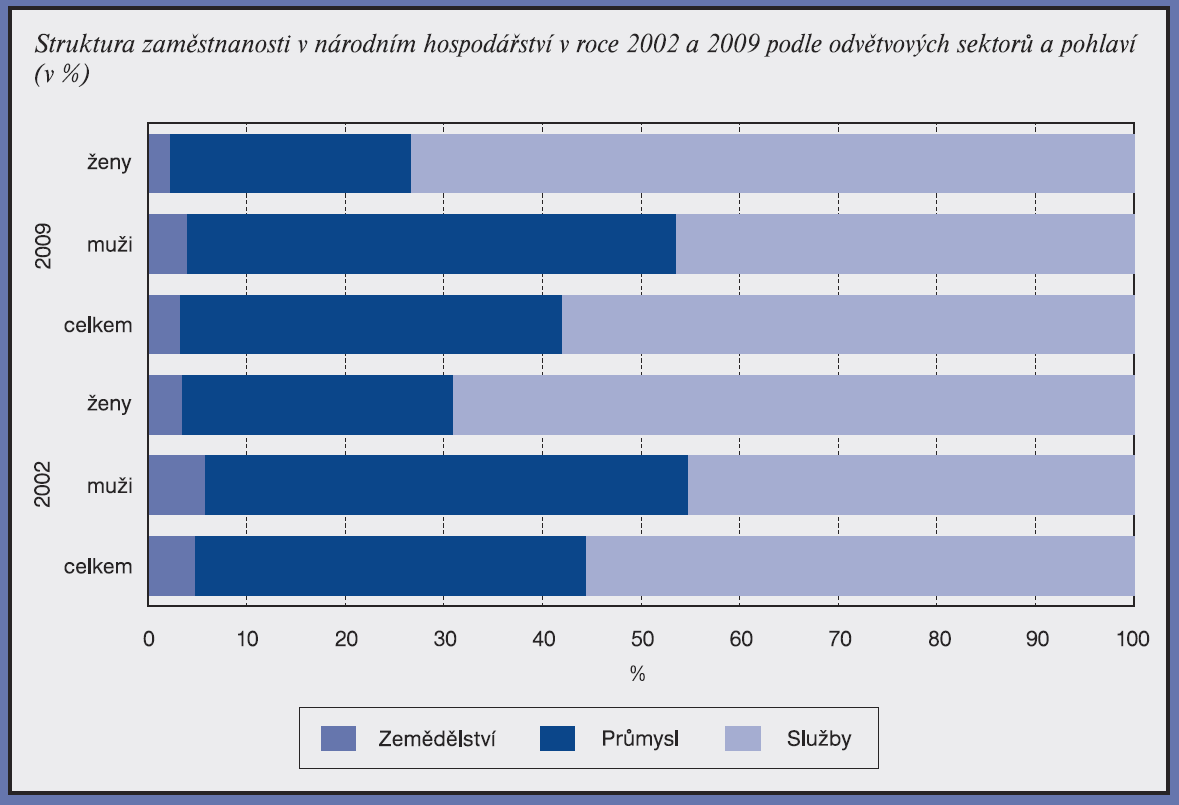 Struktura zaměstnanosti v národním hospodářství v roce 2002 a 2009 podle odvětvových sektorů a pohlaví
(v %)
2009
ženy
muži
celkem
2002
ženy
muži
celkem
0 10 20 30 40 50 60 70 80 90 100
%
Zemědělství Průmysl Služby